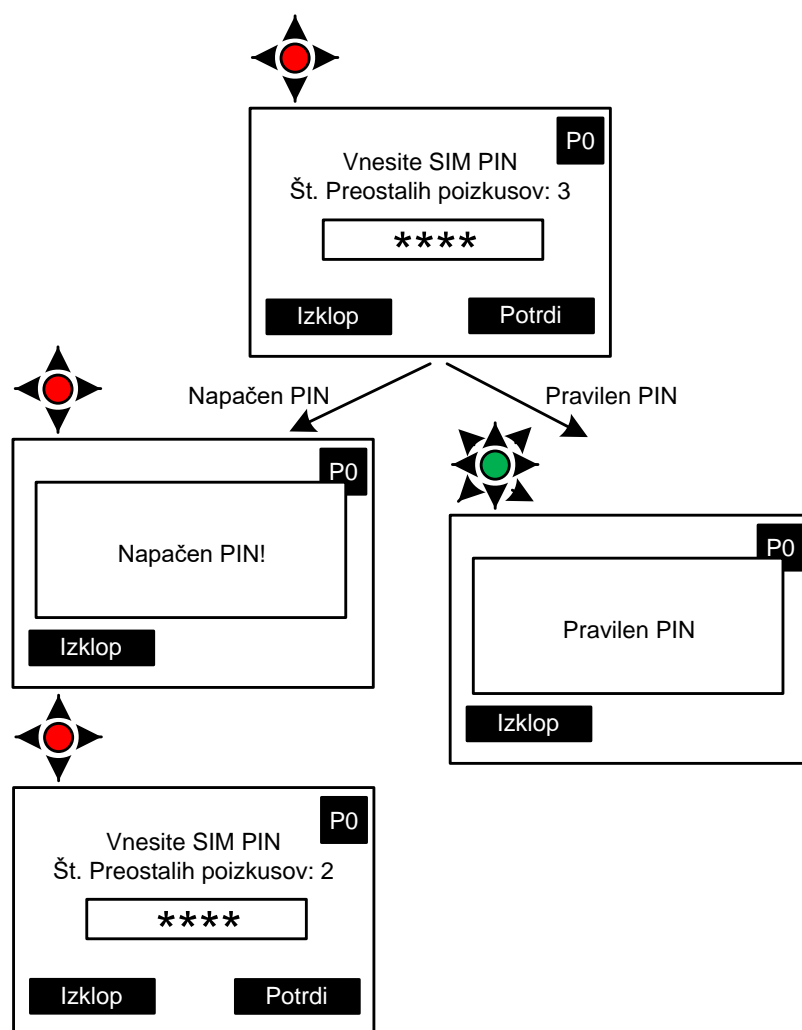 P0
Vnesite SIM PIN
Št. Preostalih poizkusov: 3
****
Izklop
Potrdi
Napačen PIN
Pravilen PIN
P0
Napačen PIN!
Izklop
P0
Pravilen PIN
Izklop
P0
Vnesite SIM PIN
Št. Preostalih poizkusov: 2
****
Izklop
Potrdi